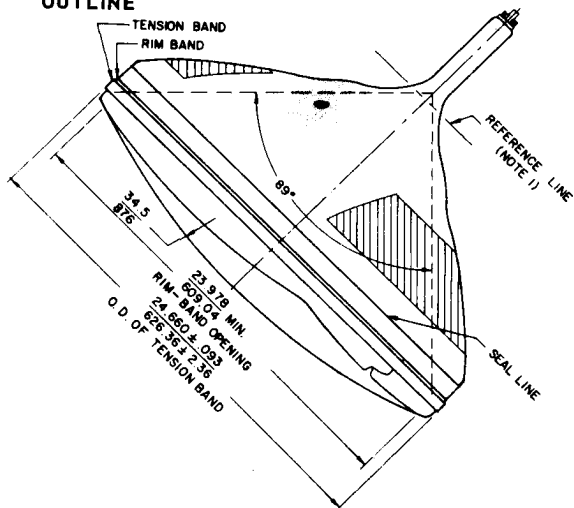 OUTLINE
TENSION BAND
RIM BAND
REFERENCE LINE
(NOTE 1)
89°
34.5
876
23.978
609.04 MIN.
RIM-BAND OPENING
24.660 ± .093
626.36 ± 2.36
O.D. OF TENSION BAND
SEAL LINE